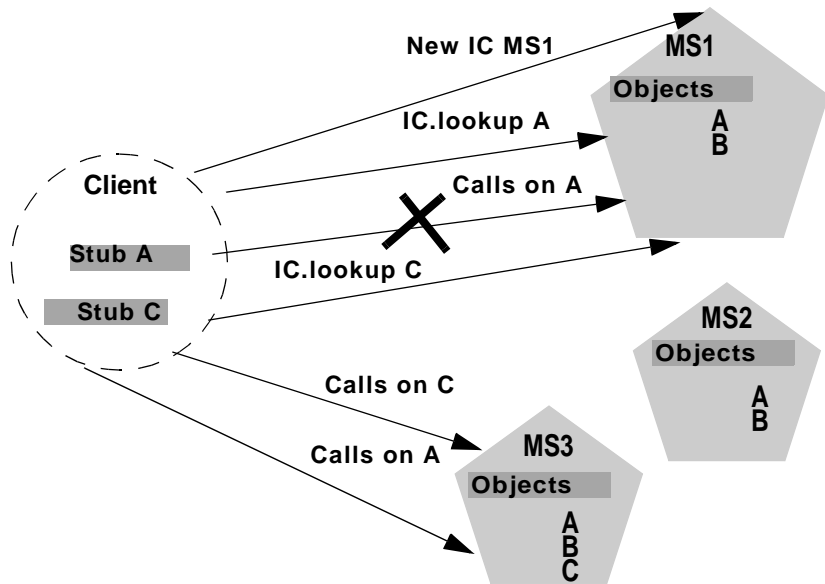 New IC MS1
MS1
Objects
A
B
IC.lookup A
Client
Calls on A
Stub A
IC.lookup C
Stub C
MS2
Objects
A
B
Calls on C
Calls on A
MS3
Objects
A
B
C